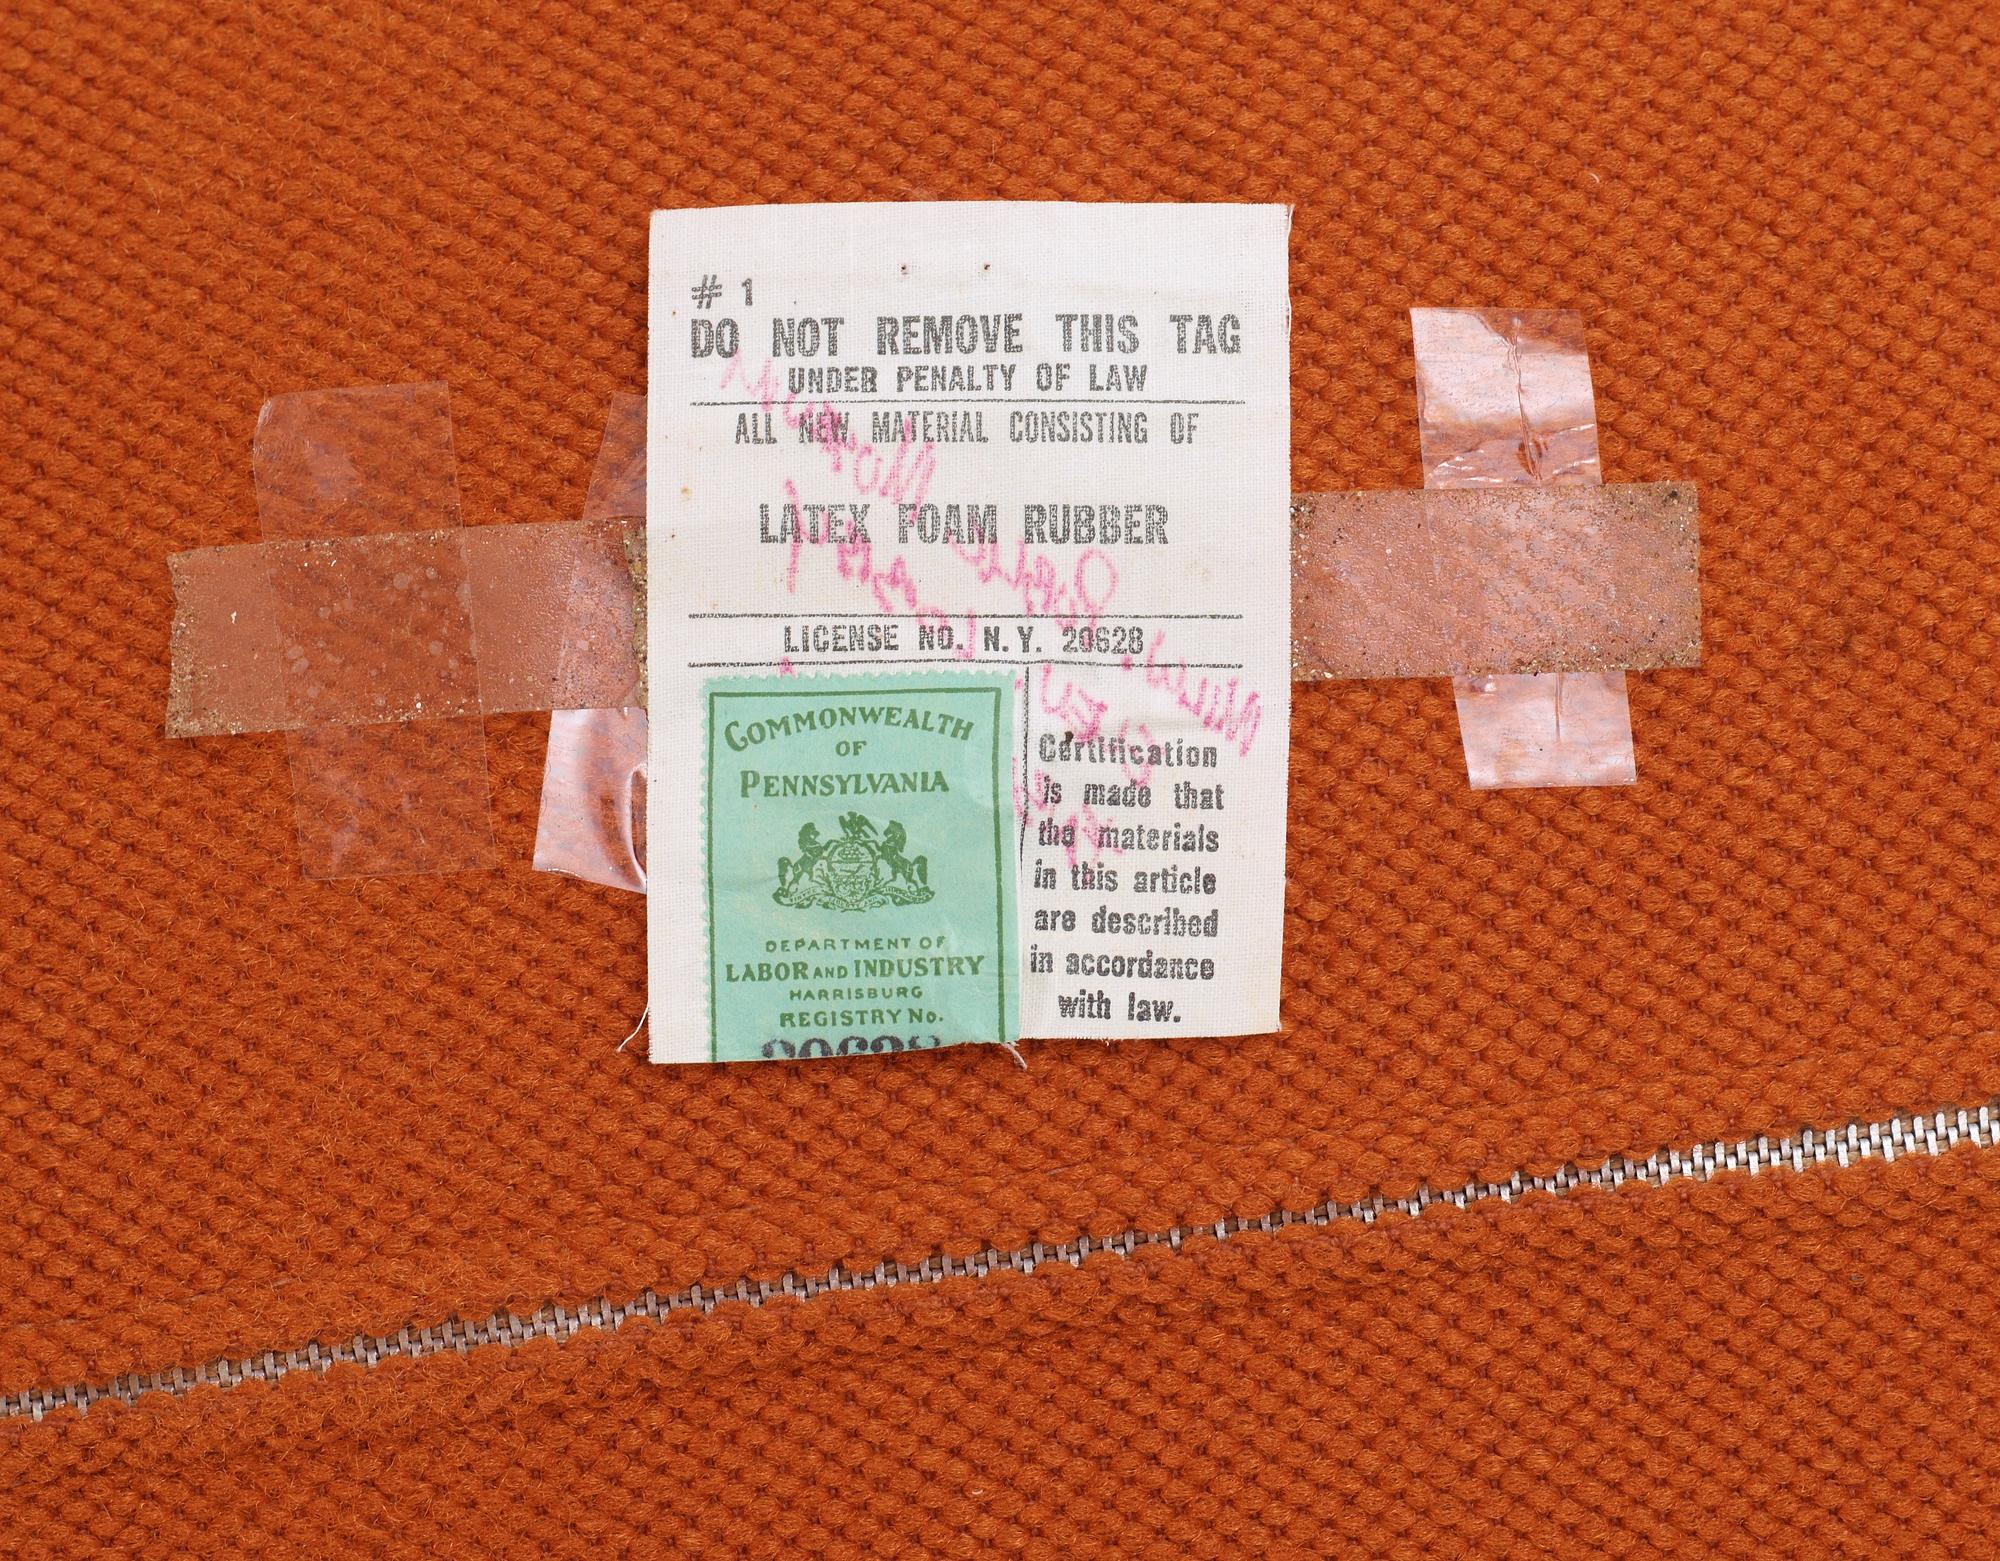 # 1
DO NOT REMOVE THIS TAG
UNDER PENALTY OF LAW
ALL NEW MATERIAL CONSISTING OF
LATEX FOAM RUBBER
LICENSE NO. N.Y. 20628
COMMONWEALTH
OF
PENNSYLVANIA
DEPARTMENT OF
LABOR AND INDUSTRY
HARRISBURG
REGISTRY No.
Certification
is made that
the materials
in this article
are described
in accordance
with law.